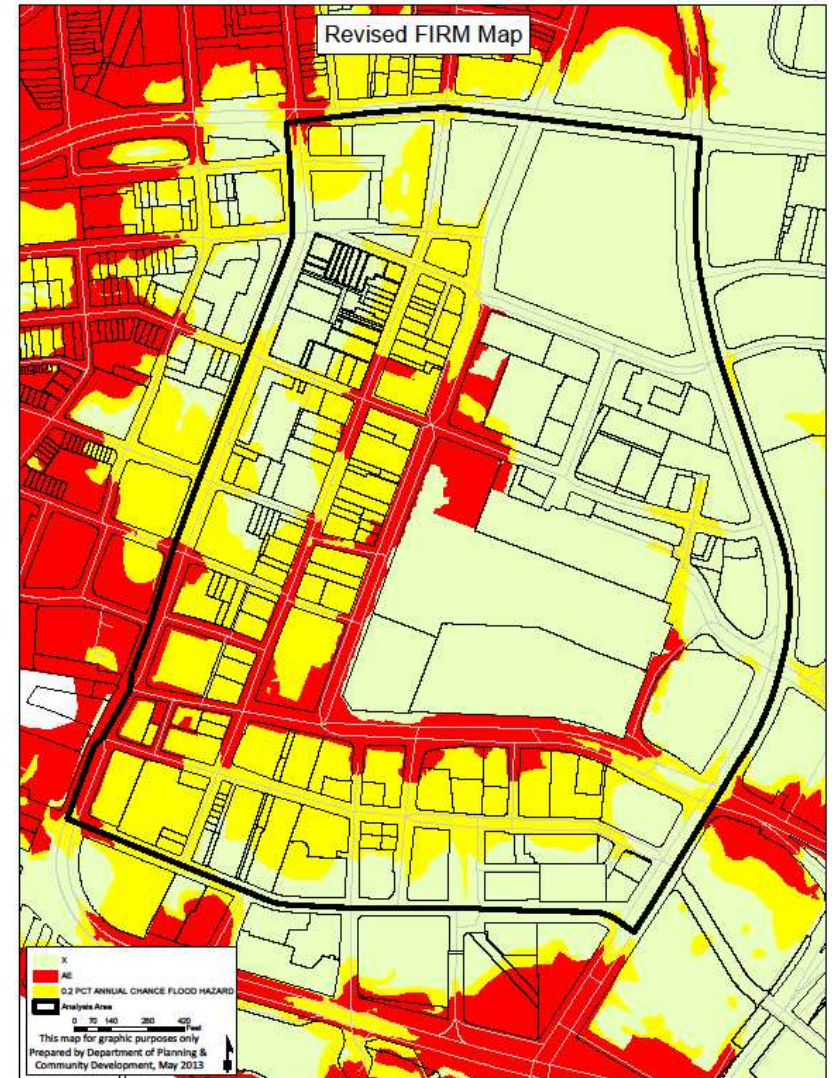 Revised FIRM Map
X
AE
0.2 PCT ANNUAL CHANCE FLOOD HAZARD
Analysis Area
0 70 140 280 420
Feet
This map for graphic purposes only
Prepared by Department of Planning &
Community Development, May 2013